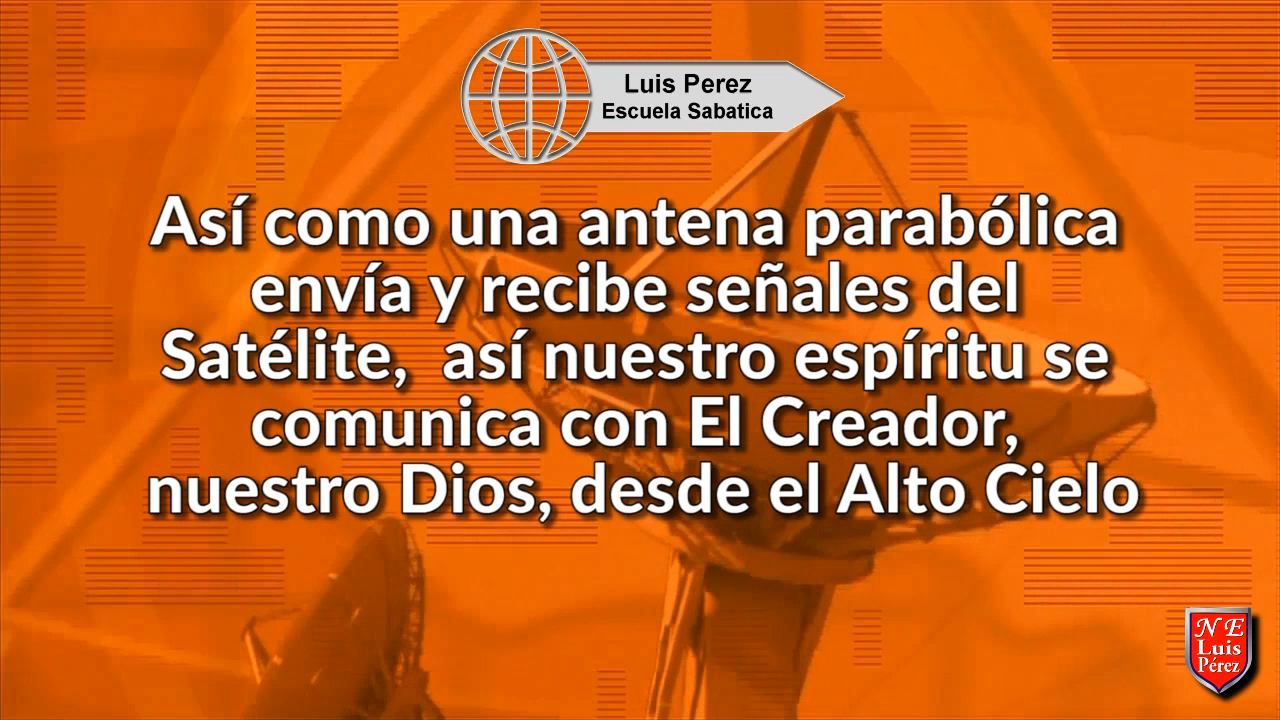 Luis Perez
Escuela Sabatica
Así como una antena parabólica
envía y recibe señales del
Satélite, así nuestro espíritu se
comunica con El Creador,
nuestro Dios, desde el Alto Cielo
N E
Luis
Pérez